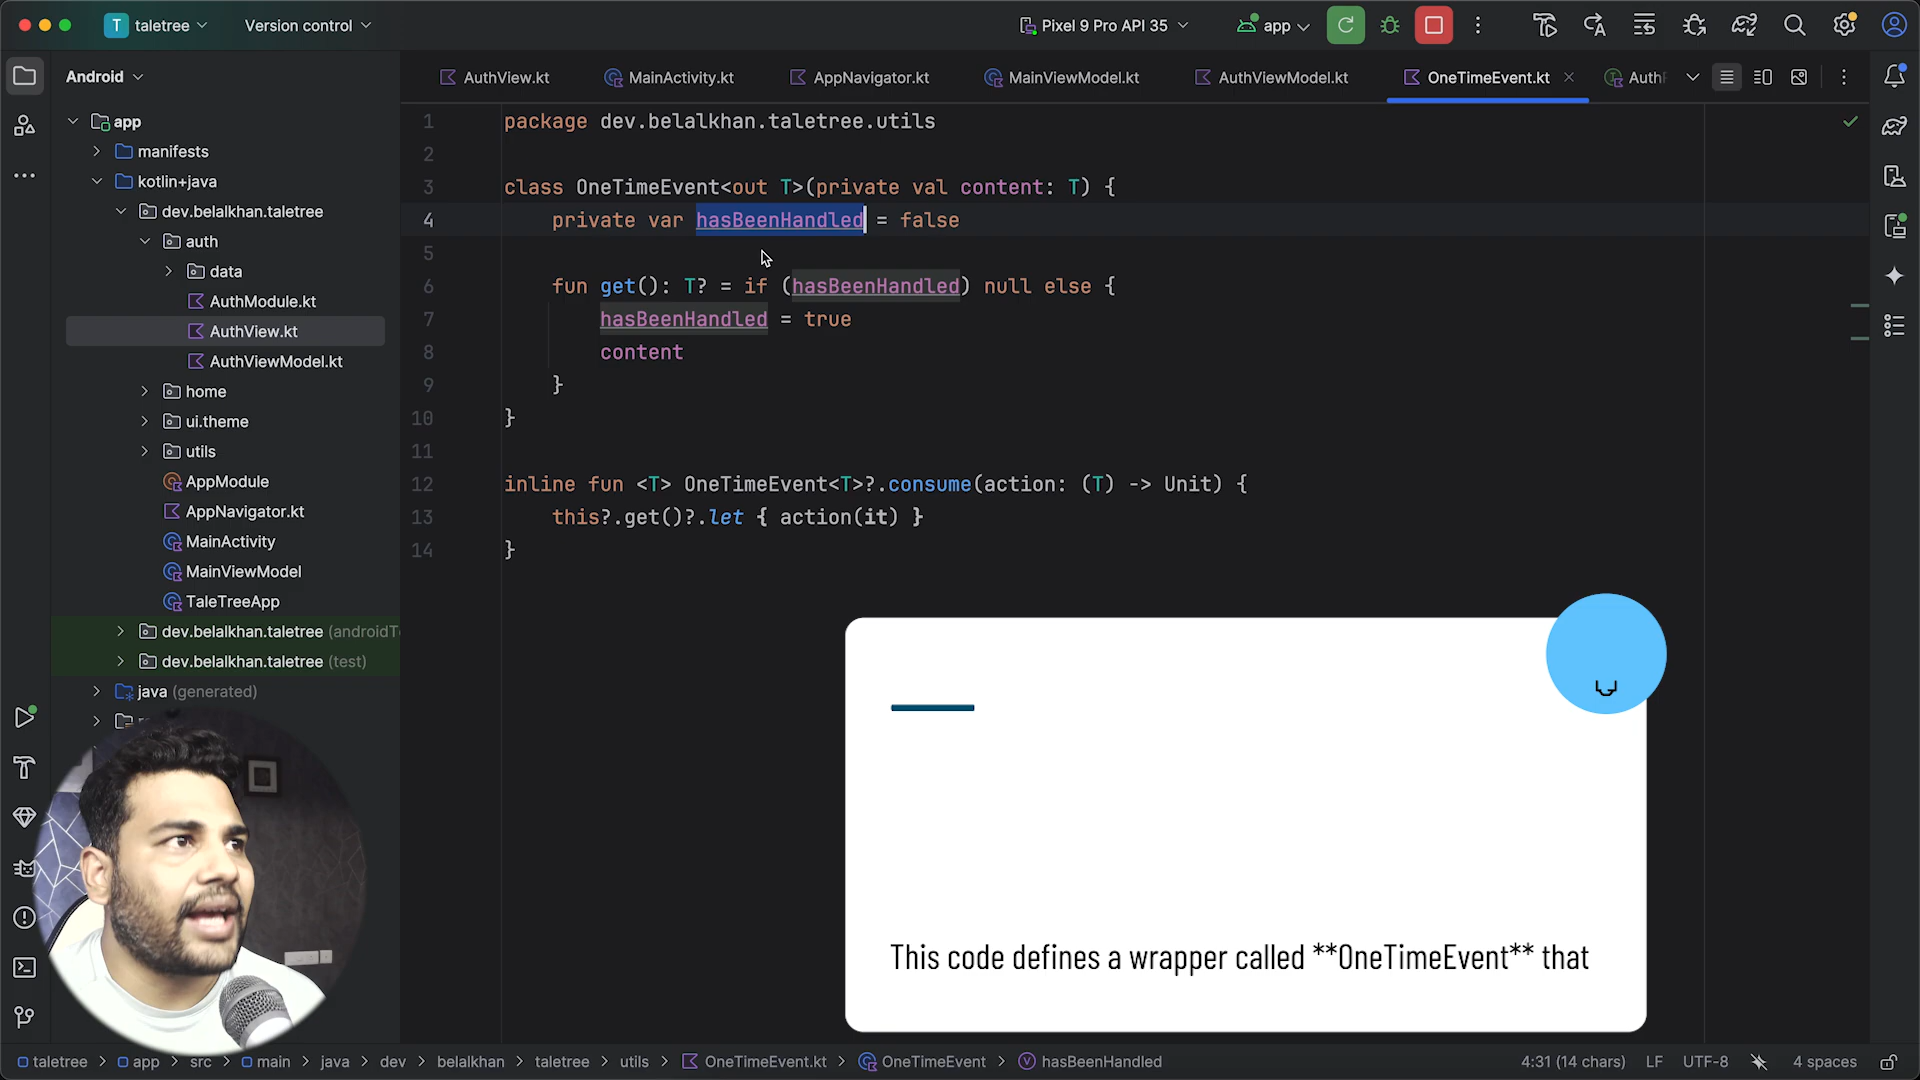 T taletree
Version control
Pixel 9 Pro API 35
app
Android
AuthView.kt
MainActivity.kt
AppNavigator.kt
MainViewModel.kt
AuthViewModel.kt
OneTimeEvent.kt
app
manifests
kotlin+java
dev.belalkhan.taletree
auth
data
AuthModule.kt
AuthView.kt
AuthViewModel.kt
home
ui.theme
utils
AppModule
AppNavigator.kt
MainActivity
MainViewModel
TaleTreeApp
dev.belalkhan.taletree (androidT
dev.belalkhan.taletree (test)
java (generated)
1 package dev.belalkhan.taletree.utils
2
3 class OneTimeEvent<out T>(private val content: T) {
4 private var hasBeenHandled = false
5
6 fun get(): T? = if (hasBeenHandled) null else {
7 hasBeenHandled = true
8 content
9 }
10 }
11
12 inline fun <T> OneTimeEvent<T>?.consume(action: (T) -> Unit) {
13 this?.get()?.let { action(it) }
14 }
This code defines a wrapper called **OneTimeEvent** that
taletree > app > src > main > java > dev > belalkhan > taletree > utils > OneTimeEvent.kt > OneTimeEvent > hasBeenHandled
4:31 (14 chars) LF UTF-8 4 spaces